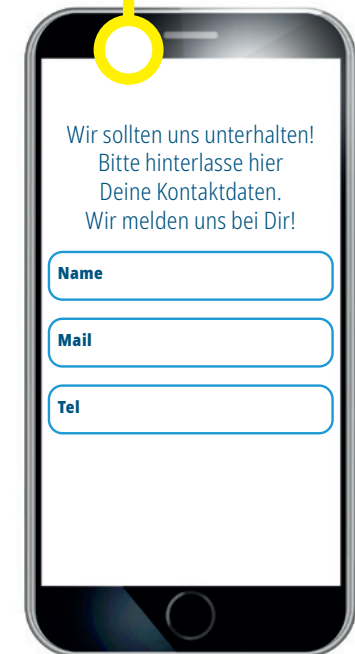 Wir sollten uns unterhalten!
Bitte hinterlasse hier
Deine Kontaktdaten.
Wir melden uns bei Dir!
Name
Mail
Tel